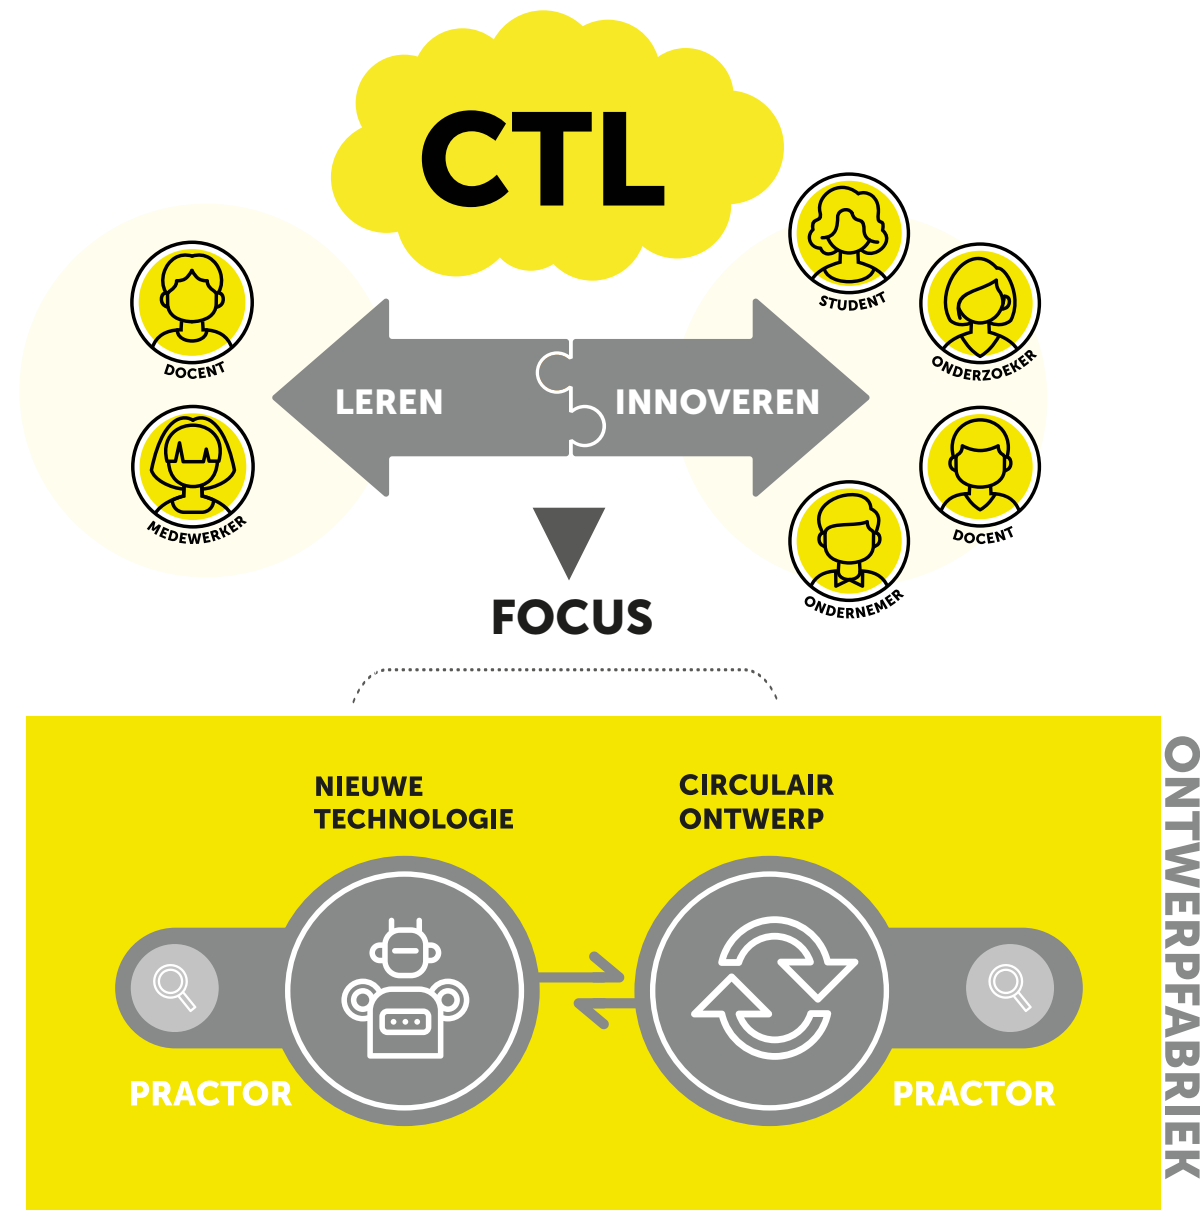 CTL
DOCENT
MEDEWERKER
LEREN
INNOVEREN
STUDENT
ONDERZOEKER
DOCENT
ONDERNEMER
FOCUS
NIEUWE
TECHNOLOGIE
CIRCULAIR
ONTWERP
PRACTOR
PRACTOR
ONTWERPFABRIEK